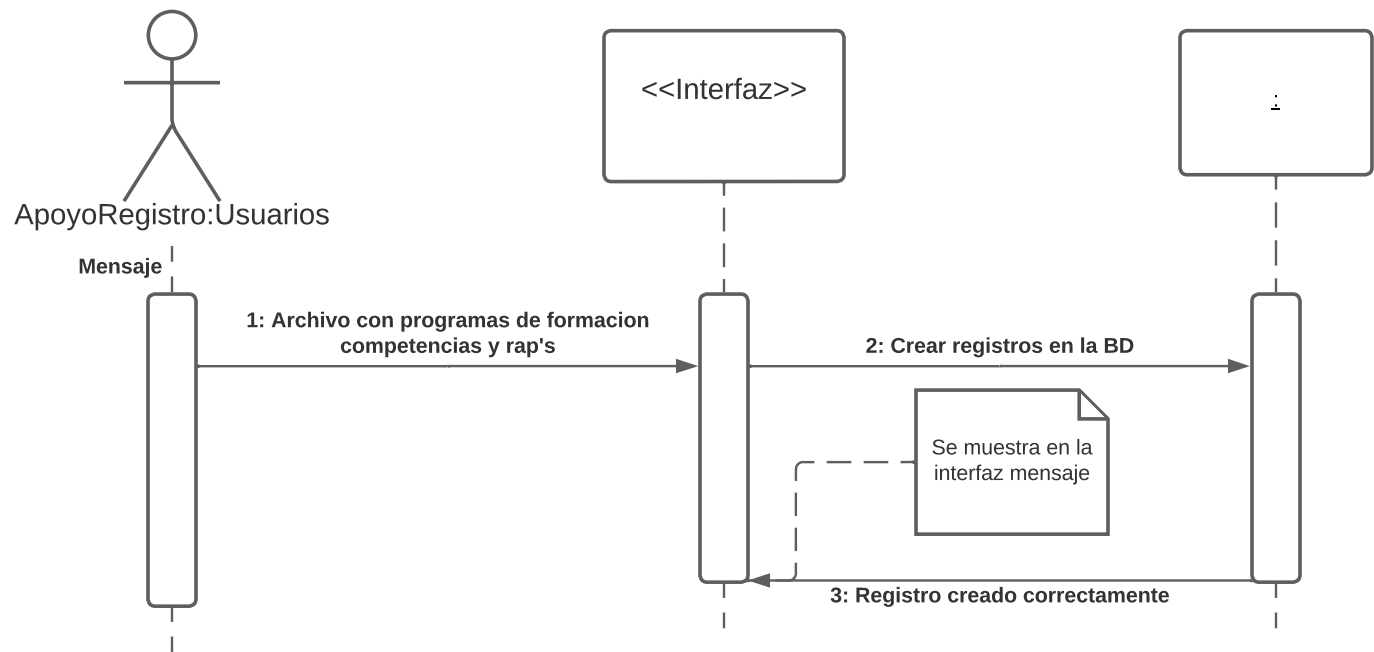 <<Interfaz>>
:
ApoyoRegistro:Usuarios
Mensaje
1: Archivo con programas de formacion
competencias y rap's
2: Crear registros en la BD
Se muestra en la
interfaz mensaje
3: Registro creado correctamente